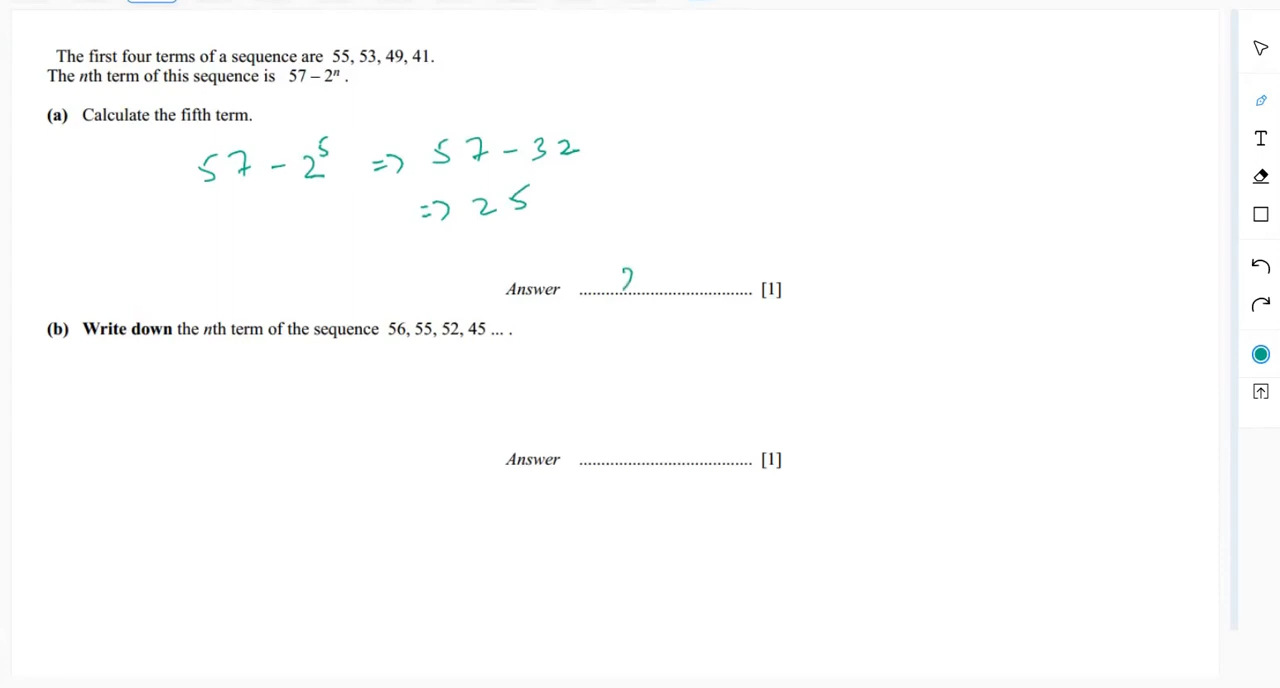 The first four terms of a sequence are 55, 53, 49, 41.
The nth term of this sequence is 57 – 2ⁿ .
(a) Calculate the fifth term.
57 - 2⁵ => 57 - 32
=> 25
Answer ........................................ [1]
(b) Write down the nth term of the sequence 56, 55, 52, 45 ... .
Answer ........................................ [1]
T